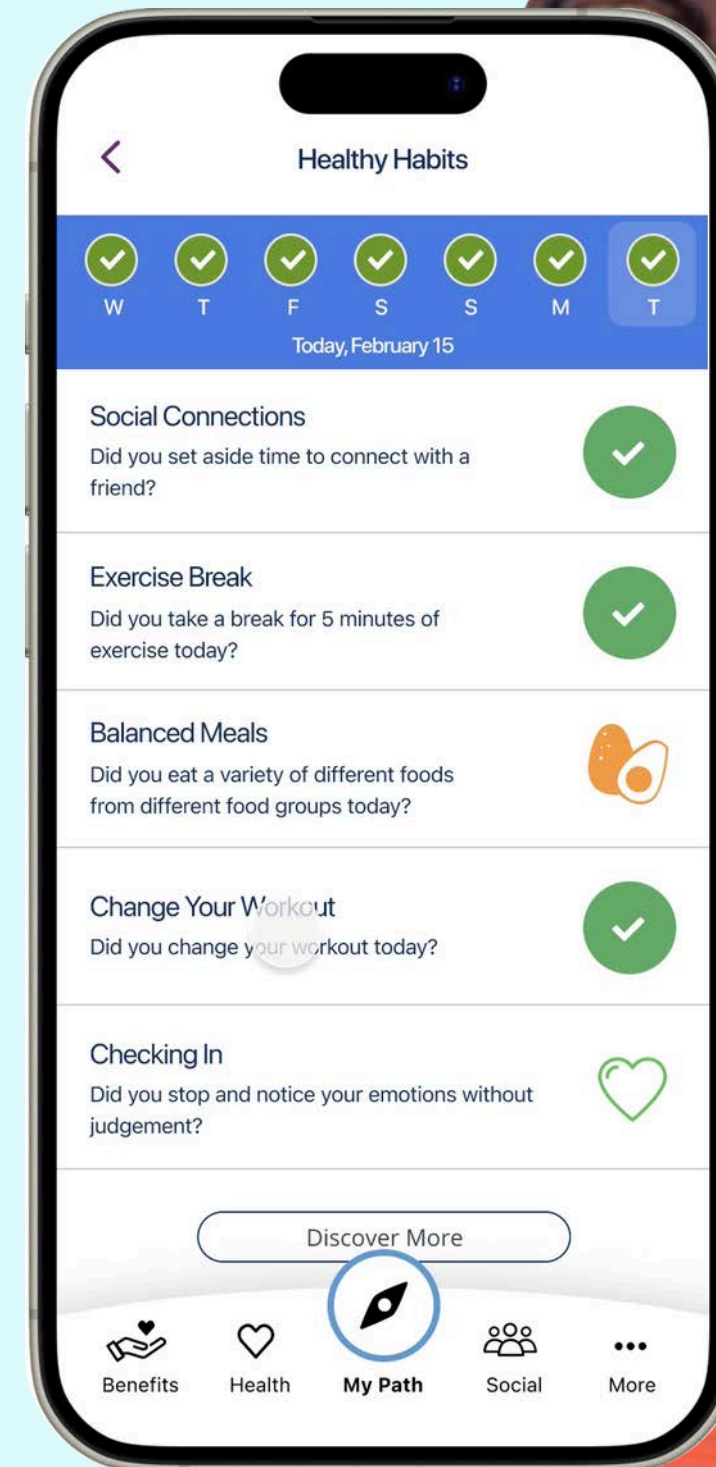 Healthy Habits
W T F S S M T
Today, February 15
Social Connections
Did you set aside time to connect with a
friend?
Exercise Break
Did you take a break for 5 minutes of
exercise today?
Balanced Meals
Did you eat a variety of different foods
from different food groups today?
Change Your Workout
Did you change your workout today?
Checking In
Did you stop and notice your emotions without
judgement?
Discover More
Benefits Health My Path Social More